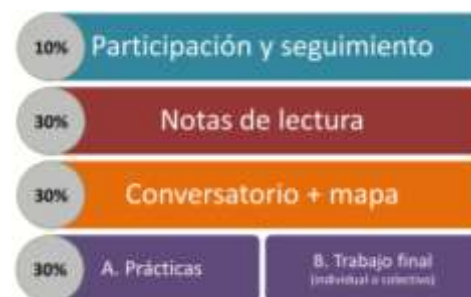 10% Participación y seguimiento
30% Notas de lectura
30% Conversatorio + mapa
30% A. Prácticas B. Trabajo final
(individual o colectivo)